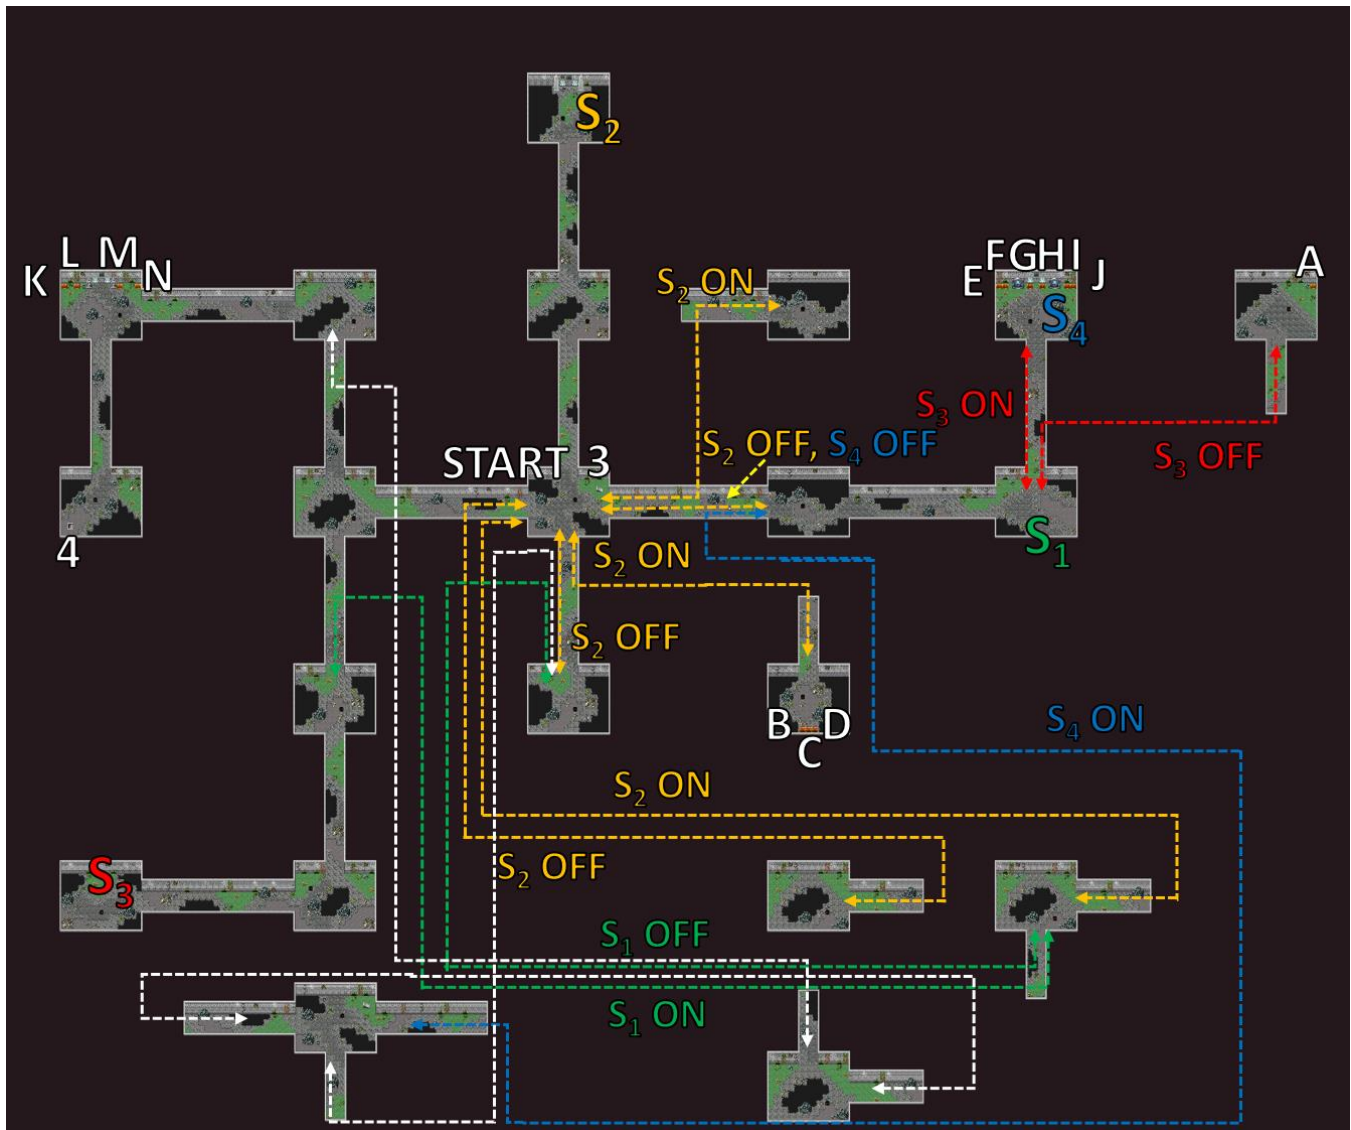 S₂
L M
K N
FGHI
E J
S₄
A
S₂ ON
S₃ ON
S₂ OFF, S₄ OFF
S₃ OFF
START 3
S₁
4
S₂ ON
S₂ OFF
B D
C
S₄ ON
S₂ ON
S₂ OFF
S₃
S₁ OFF
S₁ ON